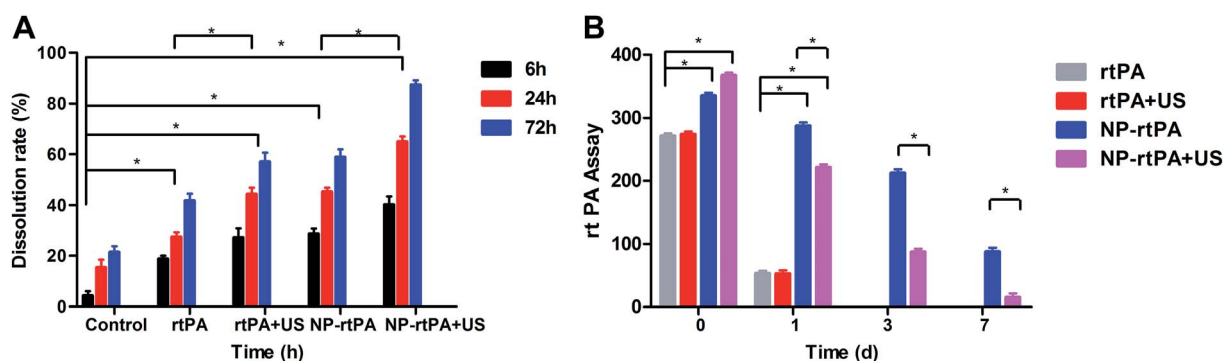 A
Dissolution rate (%)
100
80
60
40
20
0
*
*
*
*
*
*
6h
24h
72h
Control rtPA rtPA+US NP-rtPA NP-rtPA+US
Time (h)
B
rt PA Assay
400
300
200
100
0
*
*
*
*
*
*
*
0 1 3 7
Time (d)
rtPA
rtPA+US
NP-rtPA
NP-rtPA+US